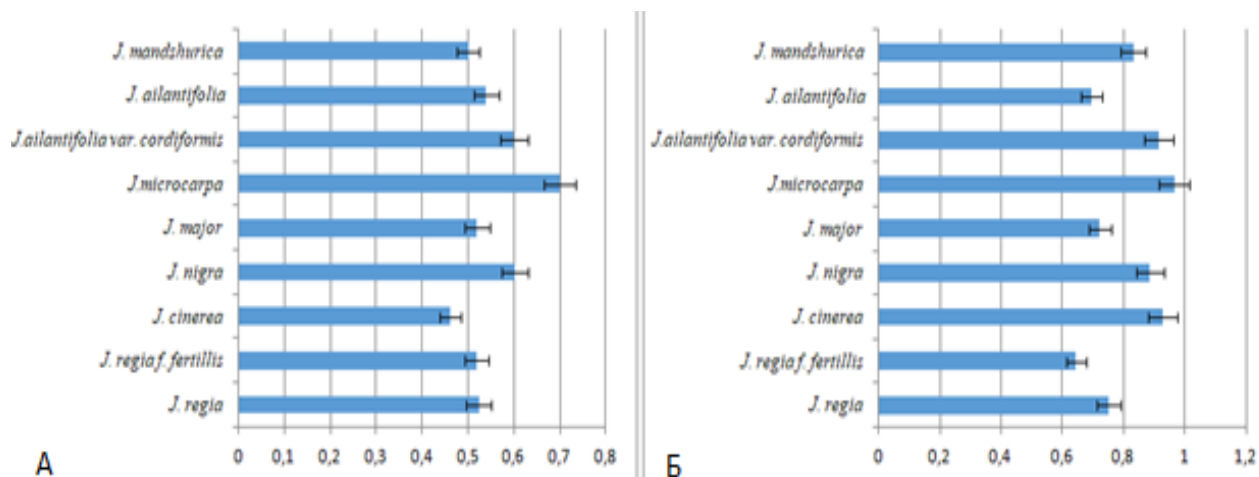 J. mandshurica
J. ailantifolia
J.ailantifolia var. cordiformis
J.microcarpa
J. major
J. nigra
J. cinerea
J. regia f. fertillis
J. regia
0 0,1 0,2 0,3 0,4 0,5 0,6 0,7 0,8
А
J. mandshurica
J. ailantifolia
J.ailantifolia var. cordiformis
J.microcarpa
J. major
J. nigra
J. cinerea
J. regia f. fertillis
J. regia
0 0,2 0,4 0,6 0,8 1 1,2
Б